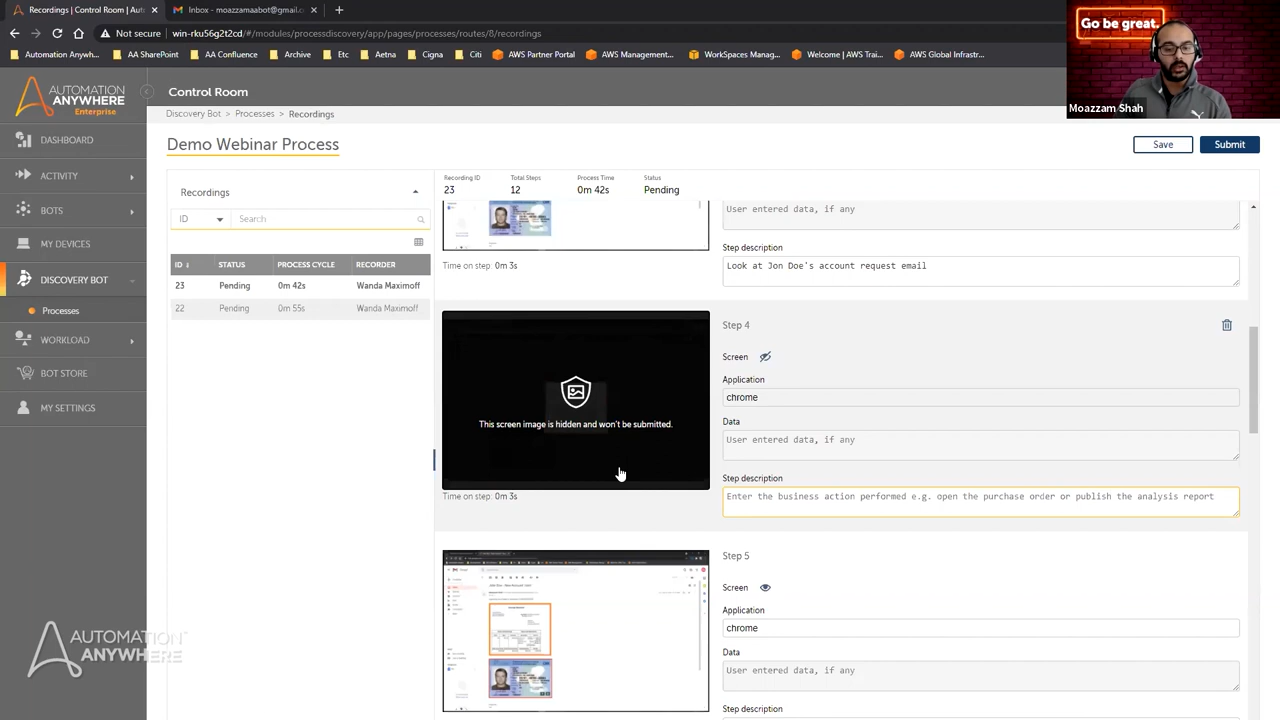 Recordings | Control Room | Aut
Inbox - moazzamaabot@gmail.c
Not secure | win-rku56g2t2cd/#/modules/processdiscovery/app/pages/processes/routes/8/recordings
Automation Anywhere...
AA SharePoint
AA Confluence
Archive
Etc
Aetna
Cigna
Citi
AWS Power Portal
AWS Management...
WorkSpaces Manag...
Welcome | AWS T...
AWS Global Infrastr...
Go be great.
Moazzam Shah
AUTOMATION
ANYWHERE
Enterprise
Control Room
Discovery Bot > Processes > Recordings
DASHBOARD
ACTIVITY
BOTS
MY DEVICES
DISCOVERY BOT
Processes
WORKLOAD
BOT STORE
MY SETTINGS
Demo Webinar Process
Save
Submit
Recordings
ID
Search
ID STATUS PROCESS CYCLE RECORDER
23 Pending 0m 42s Wanda Maximoff
22 Pending 0m 55s Wanda Maximoff
Recording ID Total Steps Process Time Status
23 12 0m 42s Pending
User entered data, if any
Time on step: 0m 3s
Step description
Look at Jon Doe's account request email
Step 4
Screen
Application
chrome
Data
User entered data, if any
Step description
Enter the business action performed e.g. open the purchase order or publish the analysis report
This screen image is hidden and won't be submitted.
Time on step: 0m 3s
Step 5
Screen
Application
chrome
Data
User entered data, if any
Step description
AUTOMATION
ANYWHERE